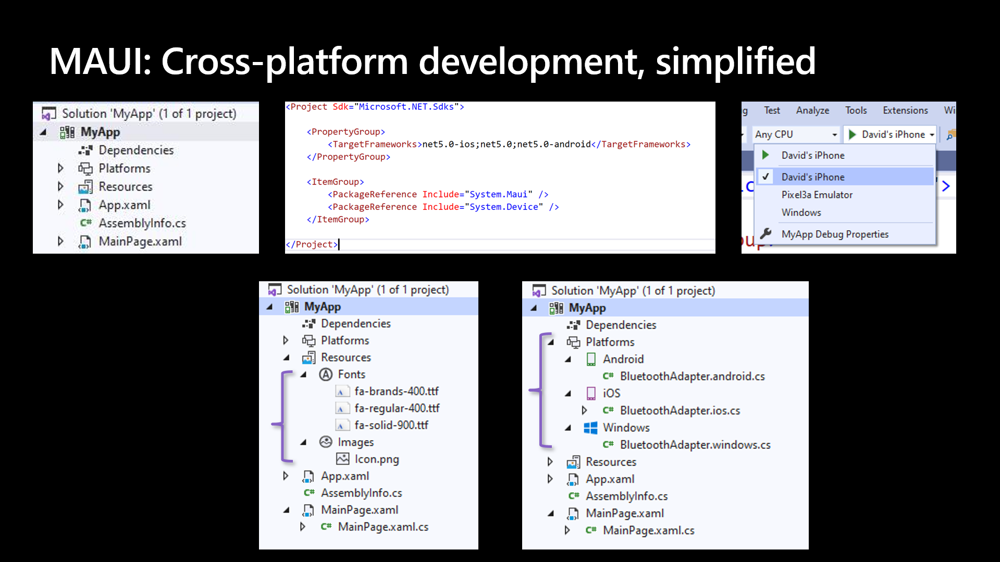 MAUI: Cross-platform development, simplified
Solution 'MyApp' (1 of 1 project)
MyApp
Dependencies
Platforms
Resources
App.xaml
C# AssemblyInfo.cs
MainPage.xaml
<Project Sdk="Microsoft.NET.Sdks">
<PropertyGroup>
<TargetFrameworks>net5.0-ios;net5.0;net5.0-android</TargetFrameworks>
</PropertyGroup>
<ItemGroup>
<PackageReference Include="System.Maui" />
<PackageReference Include="System.Device" />
</ItemGroup>
</Project>
Test Analyze Tools Extensions
Any CPU David's iPhone
David's iPhone
David's iPhone
Pixel3a Emulator
Windows
MyApp Debug Properties
Solution 'MyApp' (1 of 1 project)
MyApp
Dependencies
Platforms
Resources
Fonts
fa-brands-400.ttf
fa-regular-400.ttf
fa-solid-900.ttf
Images
Icon.png
App.xaml
C# AssemblyInfo.cs
MainPage.xaml
C# MainPage.xaml.cs
Solution 'MyApp' (1 of 1 project)
MyApp
Dependencies
Platforms
Android
C# BluetoothAdapter.android.cs
iOS
C# BluetoothAdapter.ios.cs
Windows
C# BluetoothAdapter.windows.cs
Resources
App.xaml
C# AssemblyInfo.cs
MainPage.xaml
C# MainPage.xaml.cs